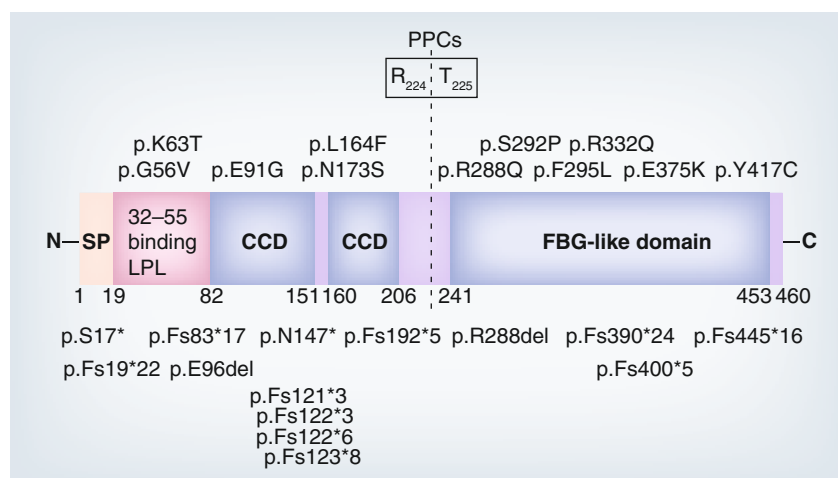 PPCs
R224 T225
p.K63T p.L164F p.S292P p.R332Q
p.G56V p.E91G p.N173S p.R288Q p.F295L p.E375K p.Y417C
32–55
N SP binding CCD CCD FBG-like domain C
LPL
1 19 82 151 160 206 241 453 460
p.S17* p.Fs83*17 p.N147* p.Fs192*5 p.R288del p.Fs390*24 p.Fs445*16
p.Fs19*22 p.E96del p.Fs400*5
p.Fs121*3
p.Fs122*3
p.Fs122*6
p.Fs123*8